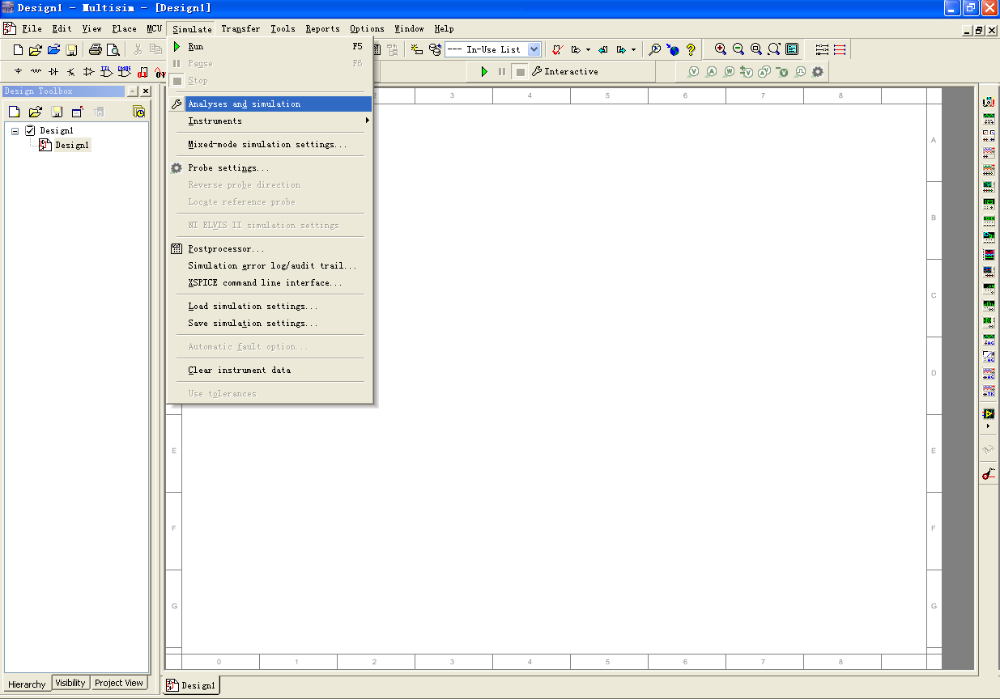 Design1 - Multisim - [Design1]
File Edit View Place MCU Simulate Transfer Tools Reports Options Window Help
--- In-Use List
Interactive
Run F5
Pause F6
Stop
Analyses and simulation
Instruments
Mixed-mode simulation settings...
Probe settings...
Reverse probe direction
Locate reference probe
NI ELVIS II simulation settings
Postprocessor...
Simulation error log/audit trail...
XSPICE command line interface...
Load simulation settings...
Save simulation settings...
Automatic fault option...
Clear instrument data
Use tolerances
Design Toolbox
Design1
Design1
2 3 4 5 6 7 8
A
B
C
D
E E
F F
G G
0 1 2 3 4 5 6 7 8
Hierarchy Visibility Project View
Design1